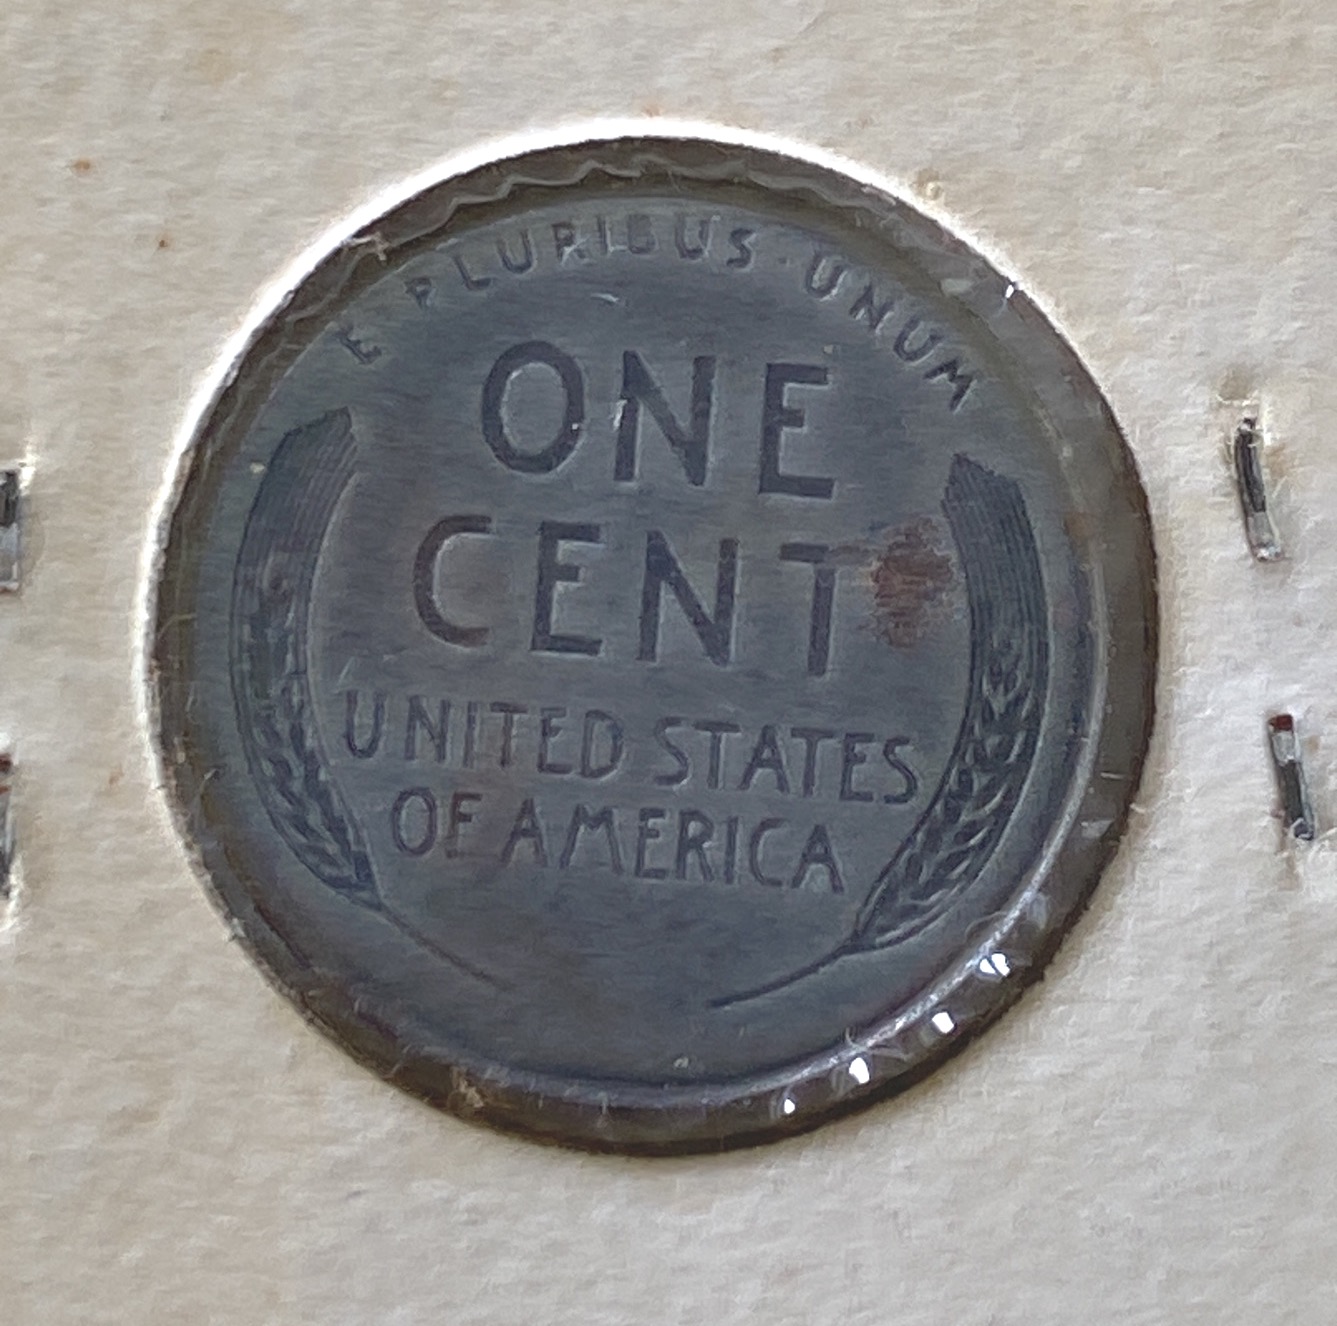 E PLURIBUS · UNUM
ONE
CENT
UNITED STATES
OF AMERICA